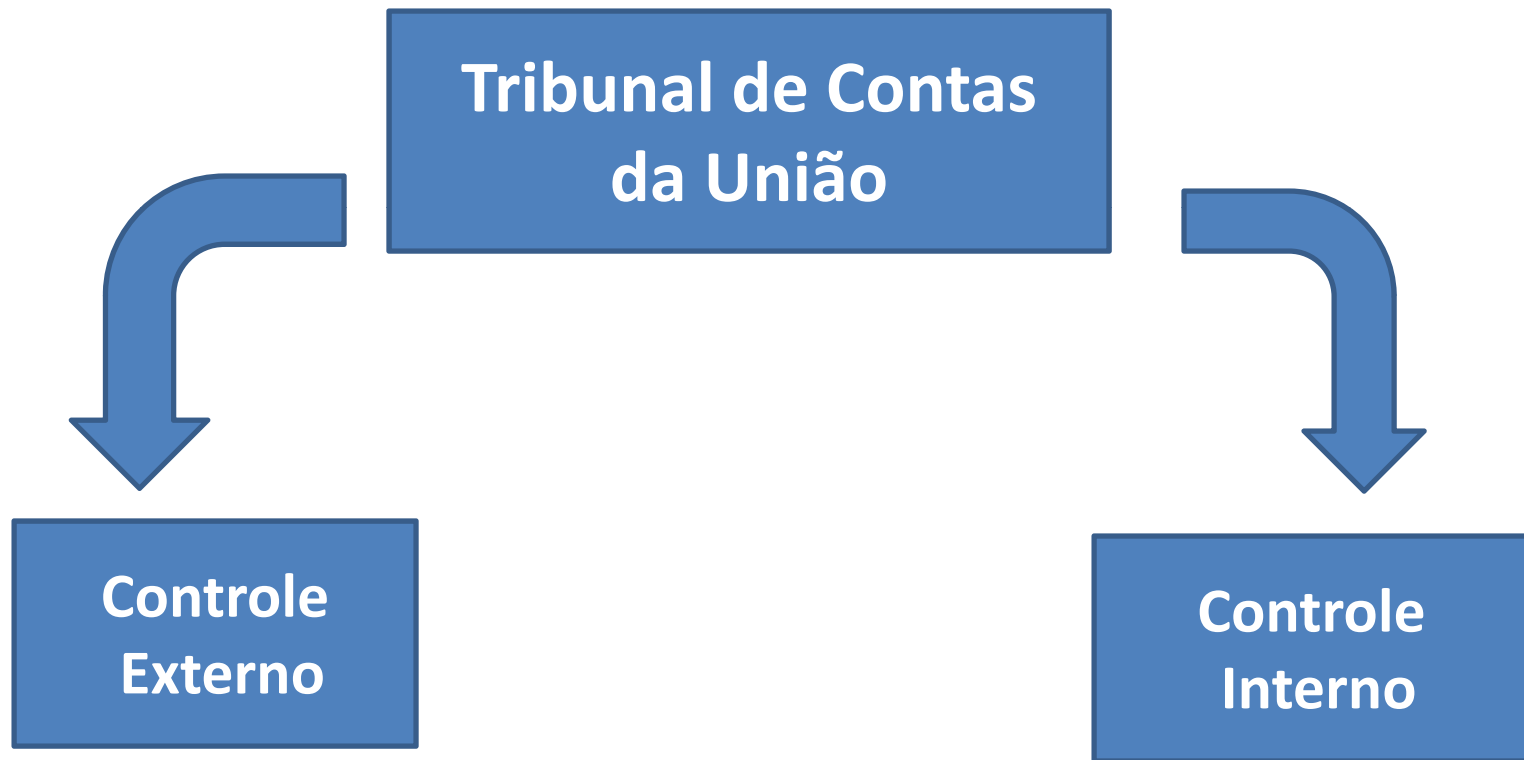 Tribunal de Contas
da União
Controle
Externo
Controle
Interno